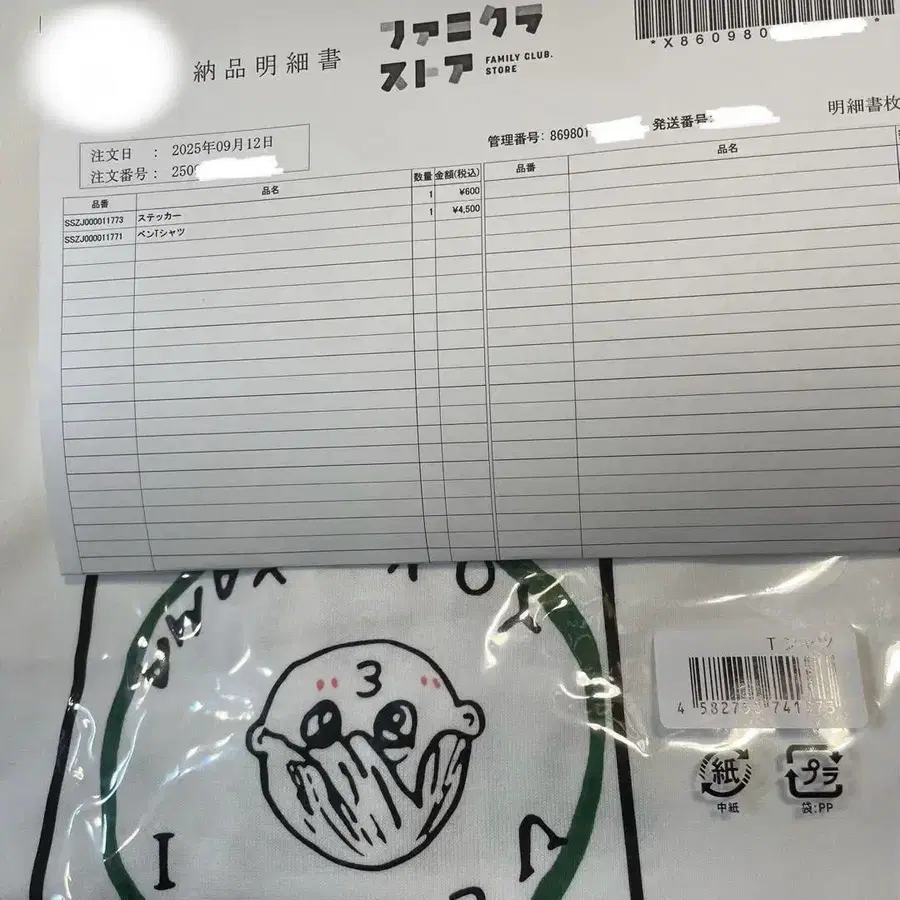 納品明細書
ファミクラ
ストア
FAMILY CLUB.
STORE
*X860980
明細書枚
注文日 : 2025年09月12日
注文番号 : 250
管理番号: 86980
発送番号:
品番 品名 数量 金額(税込) 品番 品名
SSZJ000011773 ステッカー 1 ¥600
SSZJ000011771 ペンTシャツ 1 ¥4,500
3
I
Tシャツ
4 58275
紙
中紙
プラ
袋:PP